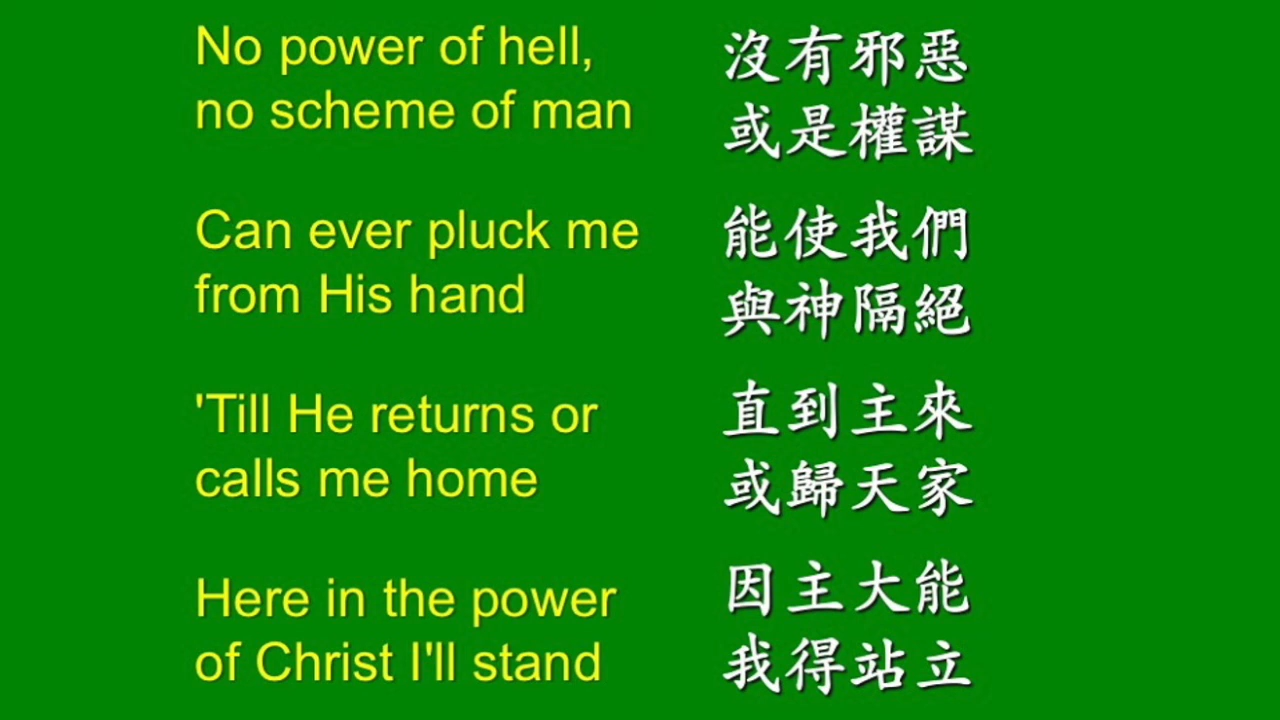 No power of hell,
no scheme of man
Can ever pluck me
from His hand
'Till He returns or
calls me home
Here in the power
of Christ I'll stand
沒有邪惡
或是權謀
能使我們
與神隔絕
直到主來
或歸天家
因主大能
我得站立